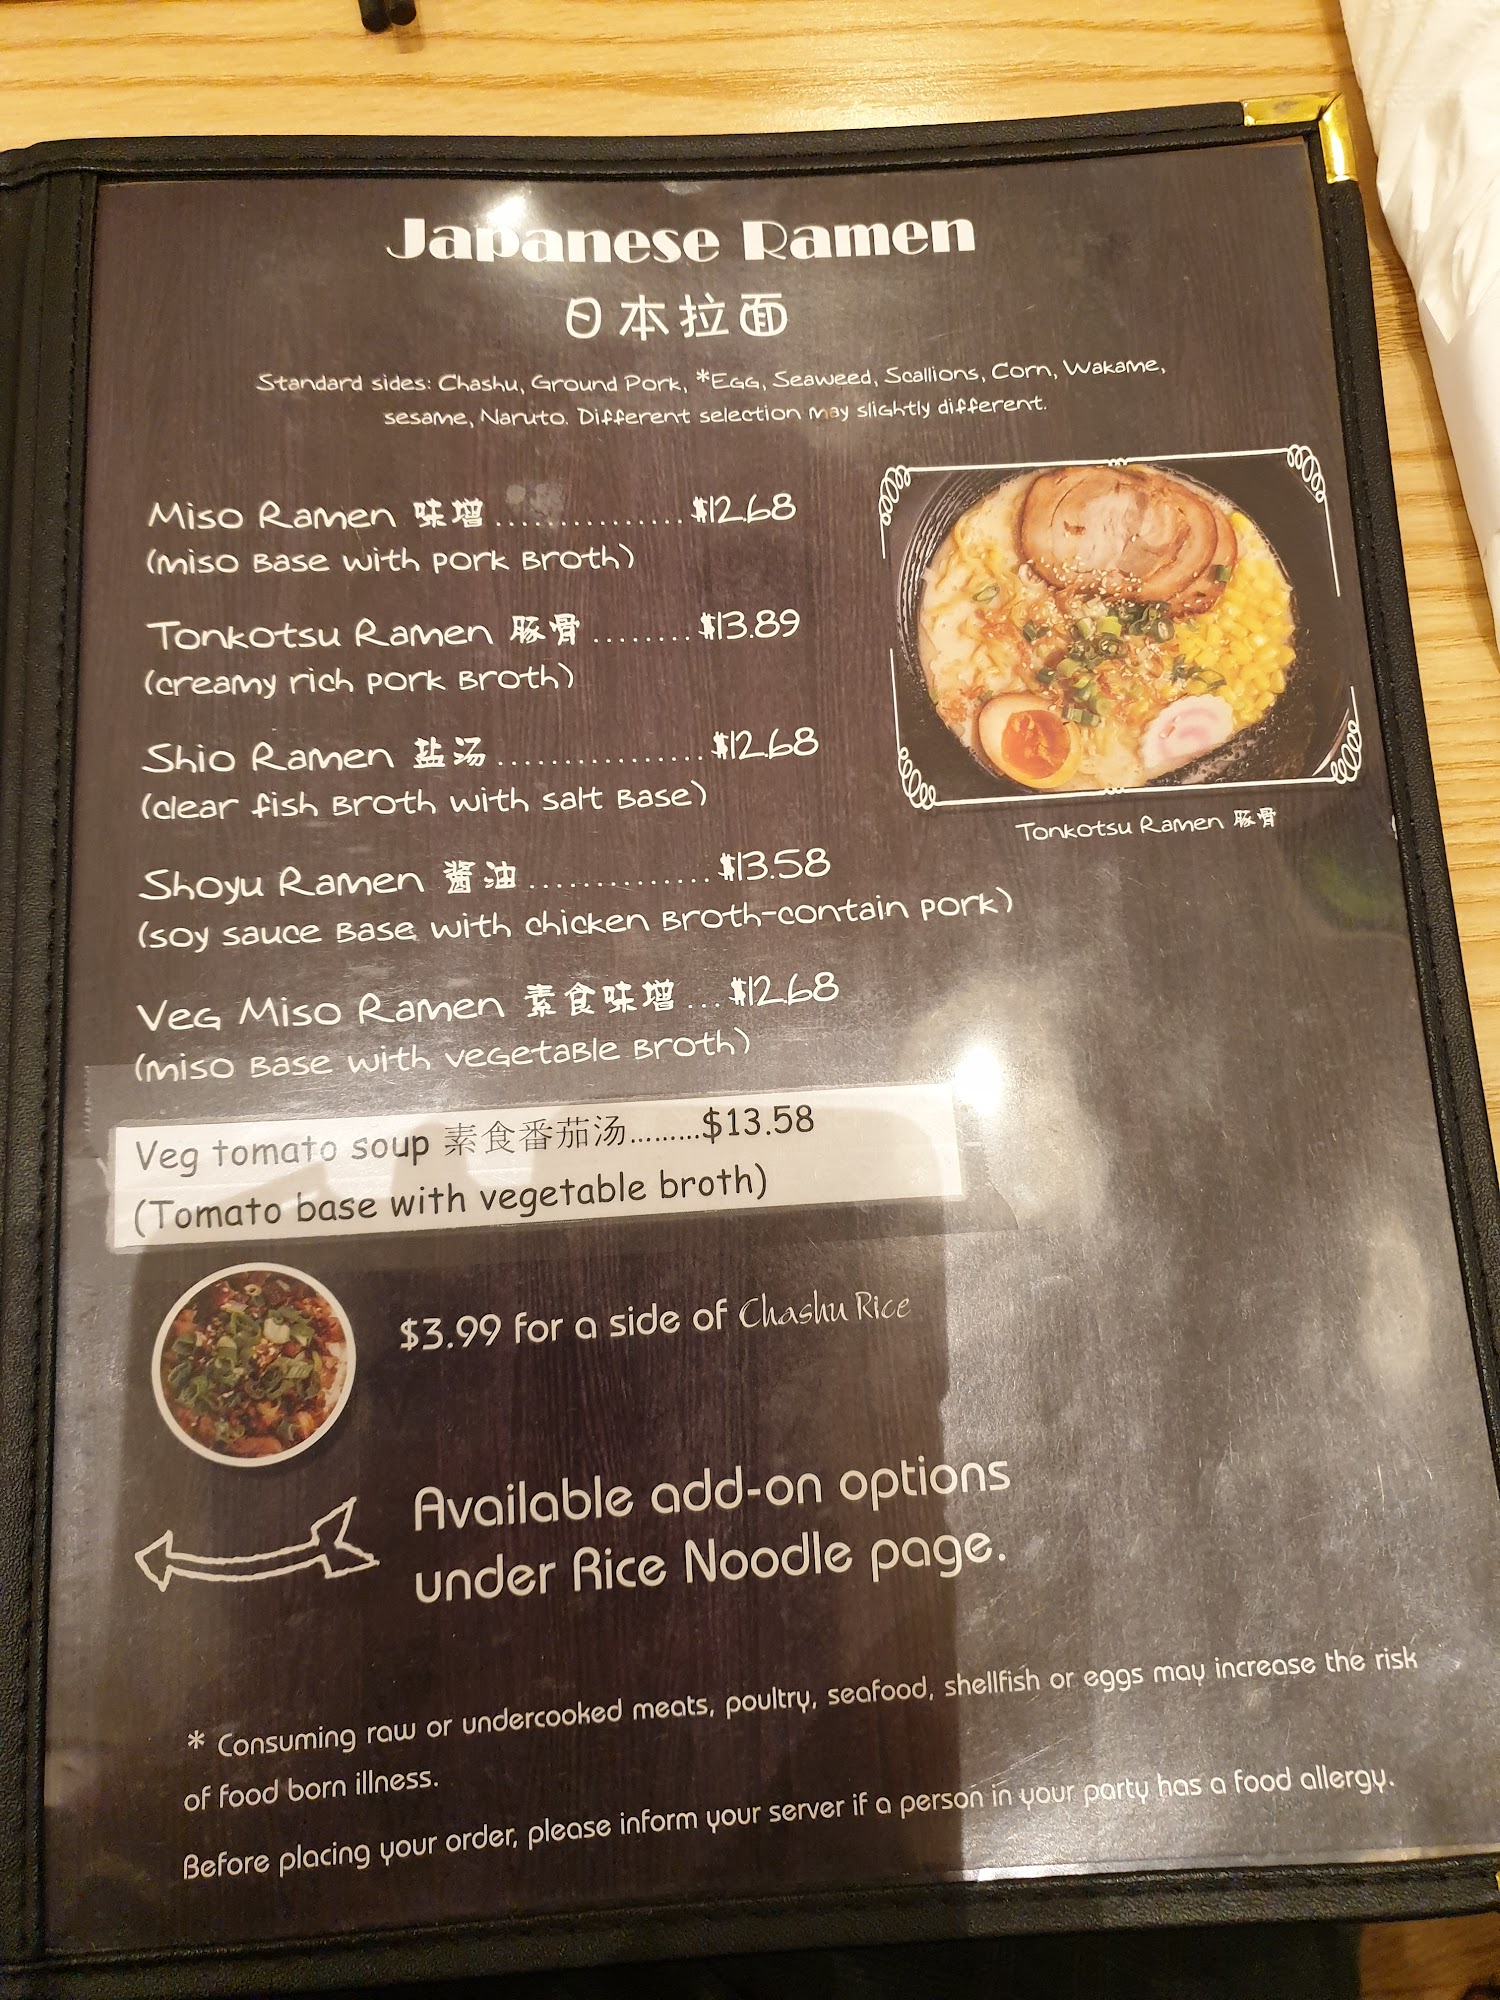 Japanese Ramen
日本拉面
Standard sides: Chashu, Ground Pork, *Egg, Seaweed, Scallions, Corn, Wakame,
sesame, Naruto. Different selection may slightly different.
Miso Ramen 味增...............$12.68
(miso Base with pork Broth)
Tonkotsu Ramen 豚骨........$13.89
(creamy rich pork Broth)
Shio Ramen 盐汤.................$12.68
(clear fish Broth with salt Base)
Shoyu Ramen 酱油..............$13.58
(soy sauce Base with chicken Broth-contain pork)
Veg Miso Ramen 素食味增...$12.68
(miso Base with vegetable Broth)
Tonkotsu Ramen 豚骨
Veg tomato soup 素食番茄汤.........$13.58
(Tomato base with vegetable broth)
$3.99 for a side of Chashu Rice
Available add-on options
under Rice Noodle page.
* Consuming raw or undercooked meats, poultry, seafood, shellfish or eggs may increase the risk
of food born illness.
Before placing your order, please inform your server if a person in your party has a food allergy.